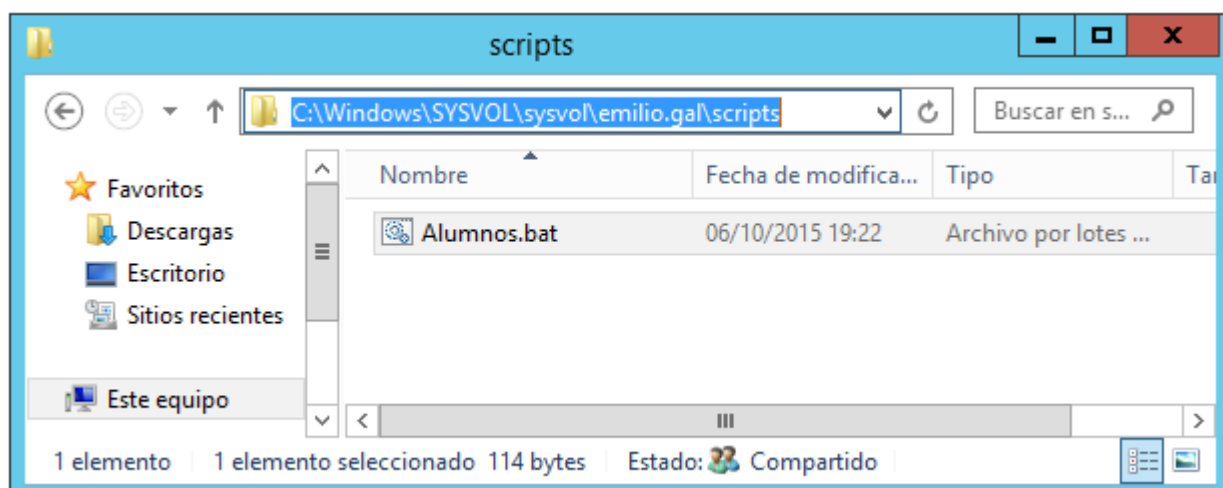 scripts
C:\Windows\SYSVOL\sysvol\emilio.gal\scripts
Buscar en s...
Favoritos
Descargas
Escritorio
Sitios recientes
Este equipo
Nombre Fecha de modifica... Tipo Tar
Alumnos.bat 06/10/2015 19:22 Archivo por lotes ...
1 elemento 1 elemento seleccionado 114 bytes Estado: Compartido